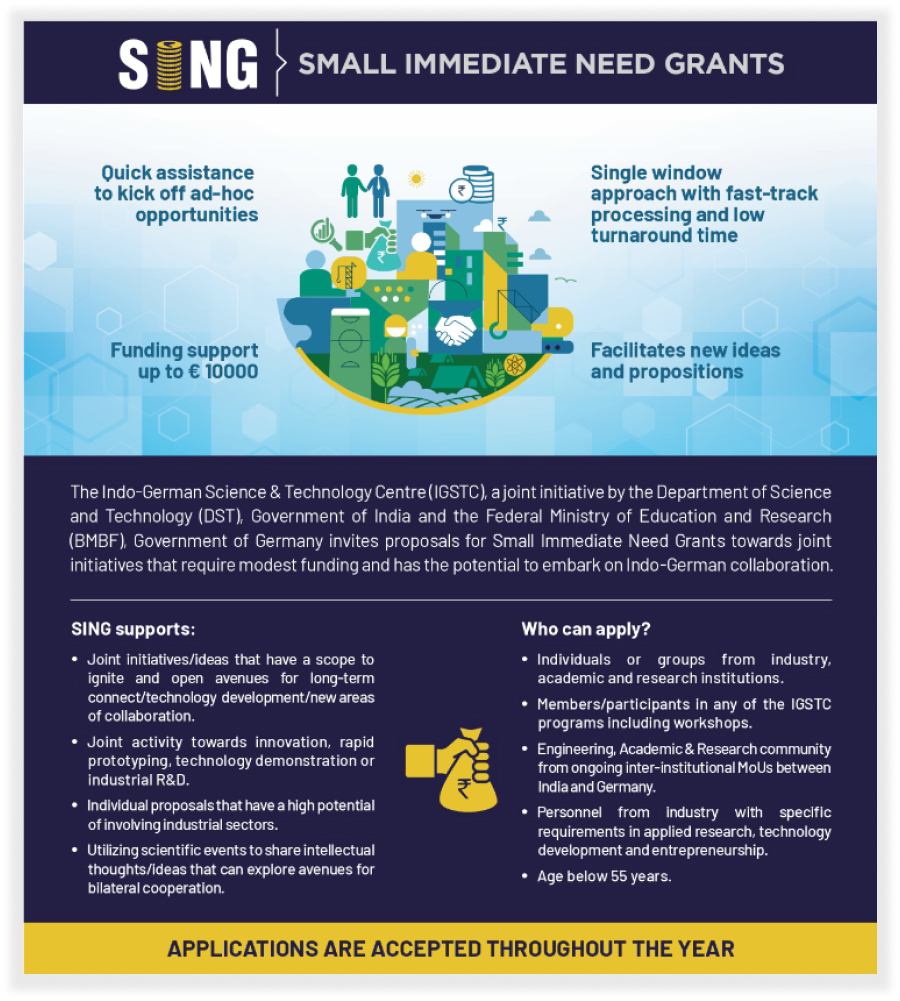 SING
SMALL IMMEDIATE NEED GRANTS
Quick assistance
to kick off ad-hoc
opportunities
Single window
approach with fast-track
processing and low
turnaround time
₹
₹
₹
Funding support
up to € 10000
Facilitates new ideas
and propositions
The Indo-German Science & Technology Centre (IGSTC), a joint initiative by the Department of Science
and Technology (DST), Government of India and the Federal Ministry of Education and Research
(BMBF), Government of Germany invites proposals for Small Immediate Need Grants towards joint
initiatives that require modest funding and has the potential to embark on Indo-German collaboration.
SING supports:
• Joint initiatives/ideas that have a scope to
ignite and open avenues for long-term
connect/technology development/new areas
of collaboration.
• Joint activity towards innovation, rapid
prototyping, technology demonstration or
industrial R&D.
• Individual proposals that have a high potential
of involving industrial sectors.
• Utilizing scientific events to share intellectual
thoughts/ideas that can explore avenues for
bilateral cooperation.
₹
Who can apply?
• Individuals or groups from industry,
academic and research institutions.
• Members/participants in any of the IGSTC
programs including workshops.
• Engineering, Academic & Research community
from ongoing inter-institutional MoUs between
India and Germany.
• Personnel from industry with specific
requirements in applied research, technology
development and entrepreneurship.
• Age below 55 years.
APPLICATIONS ARE ACCEPTED THROUGHOUT THE YEAR